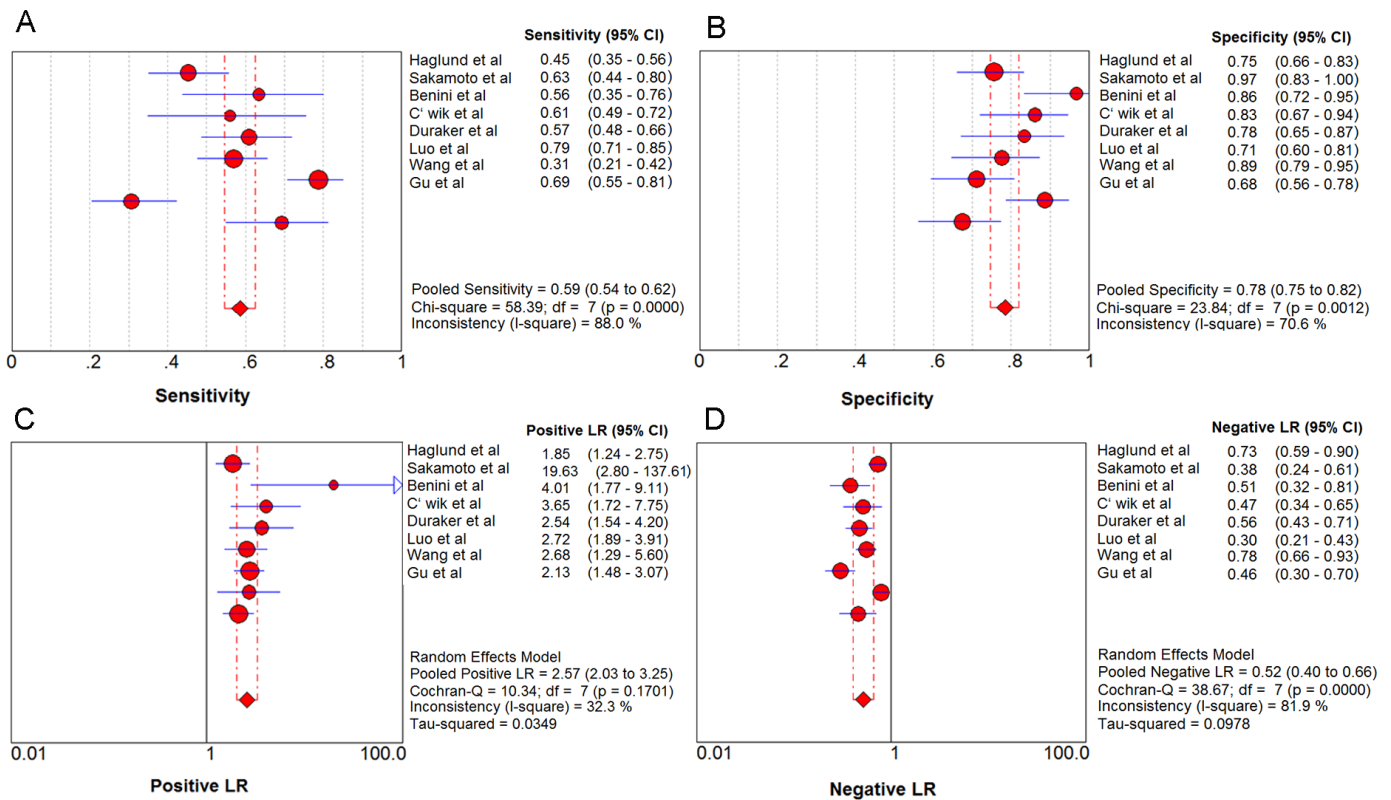 A
Sensitivity (95% CI)
Haglund et al 0.45 (0.35 - 0.56)
Sakamoto et al 0.63 (0.44 - 0.80)
Benini et al 0.56 (0.35 - 0.76)
C‘ wik et al 0.61 (0.49 - 0.72)
Duraker et al 0.57 (0.48 - 0.66)
Luo et al 0.79 (0.71 - 0.85)
Wang et al 0.31 (0.21 - 0.42)
Gu et al 0.69 (0.55 - 0.81)
Pooled Sensitivity = 0.59 (0.54 to 0.62)
Chi-square = 58.39; df = 7 (p = 0.0000)
Inconsistency (I-square) = 88.0 %
0 .2 .4 .6 .8 1
Sensitivity
B
Specificity (95% CI)
Haglund et al 0.75 (0.66 - 0.83)
Sakamoto et al 0.97 (0.83 - 1.00)
Benini et al 0.86 (0.72 - 0.95)
C‘ wik et al 0.83 (0.67 - 0.94)
Duraker et al 0.78 (0.65 - 0.87)
Luo et al 0.71 (0.60 - 0.81)
Wang et al 0.89 (0.79 - 0.95)
Gu et al 0.68 (0.56 - 0.78)
Pooled Specificity = 0.78 (0.75 to 0.82)
Chi-square = 23.84; df = 7 (p = 0.0012)
Inconsistency (I-square) = 70.6 %
0 .2 .4 .6 .8 1
Specificity
C
Positive LR (95% CI)
Haglund et al 1.85 (1.24 - 2.75)
Sakamoto et al 19.63 (2.80 - 137.61)
Benini et al 4.01 (1.77 - 9.11)
C‘ wik et al 3.65 (1.72 - 7.75)
Duraker et al 2.54 (1.54 - 4.20)
Luo et al 2.72 (1.89 - 3.91)
Wang et al 2.68 (1.29 - 5.60)
Gu et al 2.13 (1.48 - 3.07)
Random Effects Model
Pooled Positive LR = 2.57 (2.03 to 3.25)
Cochran-Q = 10.34; df = 7 (p = 0.1701)
Inconsistency (I-square) = 32.3 %
Tau-squared = 0.0349
0.01 1 100.0
Positive LR
D
Negative LR (95% CI)
Haglund et al 0.73 (0.59 - 0.90)
Sakamoto et al 0.38 (0.24 - 0.61)
Benini et al 0.51 (0.32 - 0.81)
C‘ wik et al 0.47 (0.34 - 0.65)
Duraker et al 0.56 (0.43 - 0.71)
Luo et al 0.30 (0.21 - 0.43)
Wang et al 0.78 (0.66 - 0.93)
Gu et al 0.46 (0.30 - 0.70)
Random Effects Model
Pooled Negative LR = 0.52 (0.40 to 0.66)
Cochran-Q = 38.67; df = 7 (p = 0.0000)
Inconsistency (I-square) = 81.9 %
Tau-squared = 0.0978
0.01 1 100.0
Negative LR